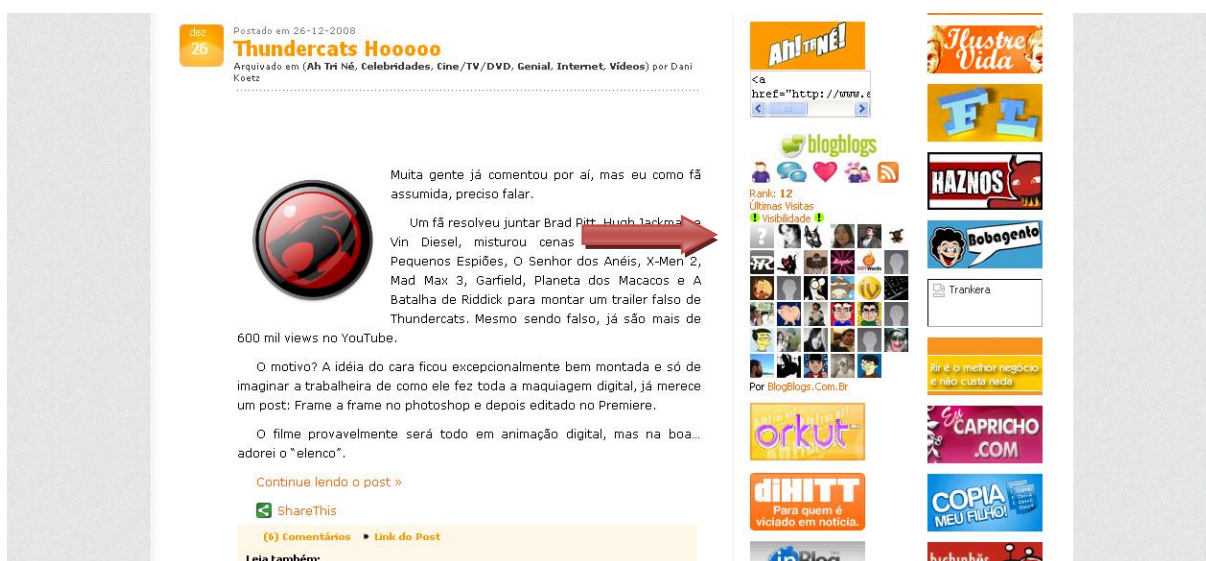 dez
26
Postado em 26-12-2008
Thundercats Hooooo
Arquivado em (Ah Tri Né, Celebridades, Cine/TV/DVD, Genial, Internet, Vídeos) por Dani
Koetz
Muita gente já comentou por aí, mas eu como fã
assumida, preciso falar.
Um fã resolveu juntar Brad Pitt, Hugh Jackman e
Vin Diesel, misturou cenas
Pequenos Espiões, O Senhor dos Anéis, X-Men 2,
Mad Max 3, Garfield, Planeta dos Macacos e A
Batalha de Riddick para montar um trailer falso de
Thundercats. Mesmo sendo falso, já são mais de
600 mil views no YouTube.
O motivo? A idéia do cara ficou excepcionalmente bem montada e só de
imaginar a trabalheira de como ele fez toda a maquiagem digital, já merece
um post: Frame a frame no photoshop e depois editado no Premiere.
O filme provavelmente será todo em animação digital, mas na boa...
adorei o "elenco".
Continue lendo o post »
ShareThis
(6) Comentários Link do Post
Leia também:
Ah! TRI NÉ!
<a
href="http://www.a
blogblogs
Rank: 12
Últimas Visitas
! Visibilidade !
Por BlogBlogs.Com.Br
orkut
diHITT
Para quem é
viciado em notícia.
inBlog
Ilustre
Vida
FL
HAZNOS
Bobagento
Trankera
Rir é o melhor negócio
e não custa nada
Eu
CAPRICHO
.COM
COPIA
MEU FILHO!
bichinhos